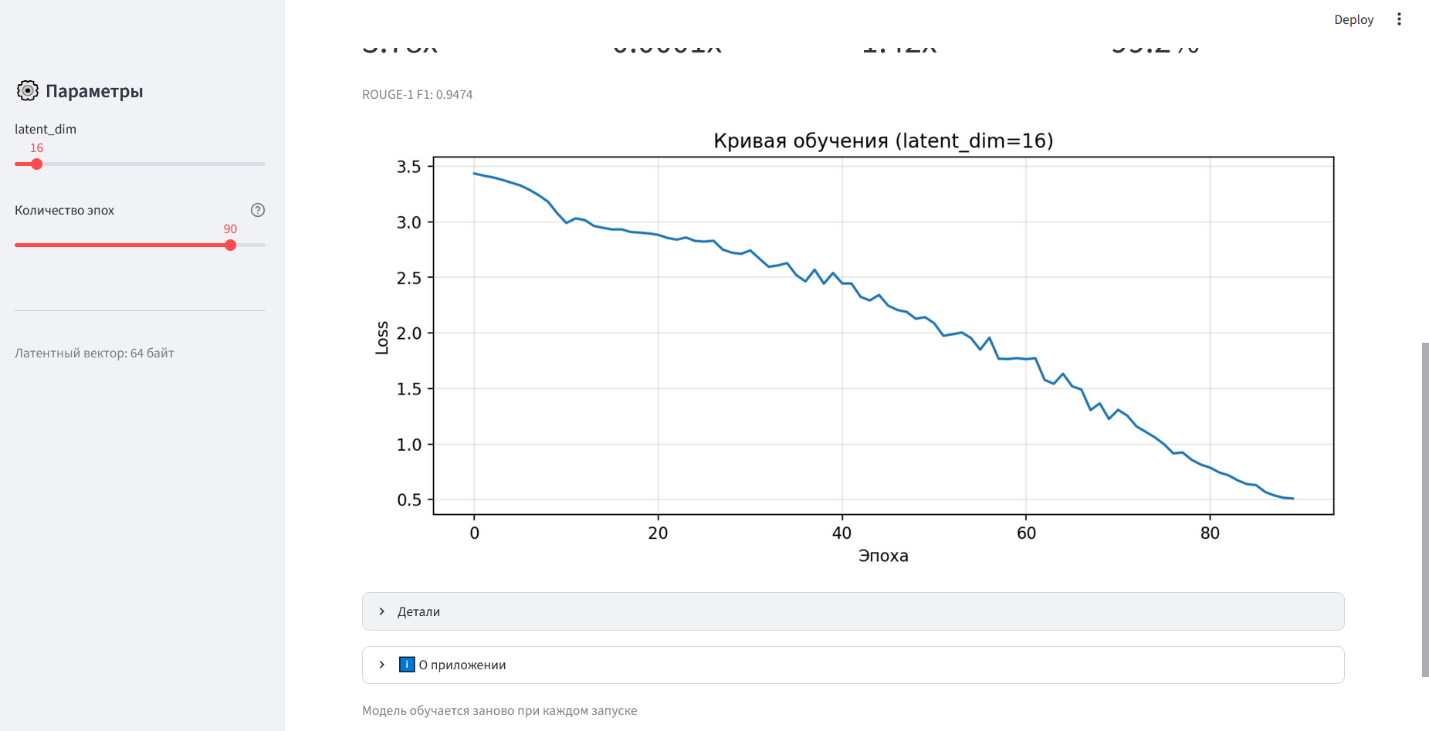 Deploy
Параметры
latent_dim
16
Количество эпох
90
Латентный вектор: 64 байт
ROUGE-1 F1: 0.9474
Кривая обучения (latent_dim=16)
3.5
3.0
2.5
2.0
1.5
1.0
0.5
Loss
0 20 40 60 80
Эпоха
Детали
i О приложении
Модель обучается заново при каждом запуске